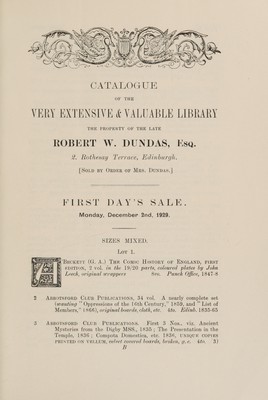 CATALOGUE
OF THE
VERY EXTENSIVE & VALUABLE LIBRARY
THE PROPERTY OF THE LATE
ROBERT W. DUNDAS, Esq.
2, Rothesay Terrace, Edinburgh.
[SOLD BY ORDER OF MRS. DUNDAS.]
FIRST DAY'S SALE.
Monday, December 2nd, 1929.
SIZES MIXED.
LOT 1.
ABECKETT (G. A.) THE COMIC HISTORY OF ENGLAND, FIRST
EDITION, 2 vol. in the 19/20 parts, coloured plates by John
Leech, original wrappers 8vo. Punch Office, 1847-8
2 ABBOTSFORD CLUB PUBLICATIONS, 34 vol. A nearly complete set
(wanting "Oppressions of the 16th Century," 1859, and "List of
Members," 1866), original boards, cloth, etc. 4to. Edinb. 1835-65
3 ABBOTSFORD CLUB PUBLICATIONS. First 3 Nos., viz. Ancient
Mysteries from the Digby MSS., 1835; The Presentation in the
Temple, 1836; Compota Domestica, etc. 1836, UNIQUE COPIES
PRINTED ON VELLUM, velvet covered boards, broken, g. e. 4to. 3)
B